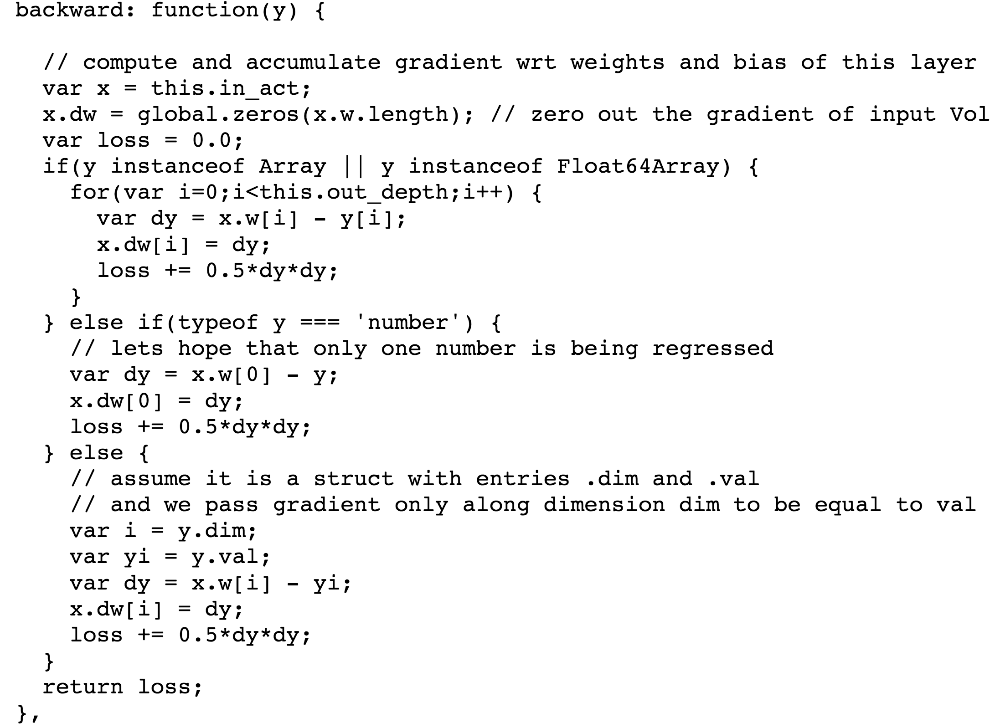 backward: function(y) {

  // compute and accumulate gradient wrt weights and bias of this layer
  var x = this.in_act;
  x.dw = global.zeros(x.w.length); // zero out the gradient of input Vol
  var loss = 0.0;
  if(y instanceof Array || y instanceof Float64Array) {
    for(var i=0;i<this.out_depth;i++) {
      var dy = x.w[i] - y[i];
      x.dw[i] = dy;
      loss += 0.5*dy*dy;
    }
  } else if(typeof y === 'number') {
    // lets hope that only one number is being regressed
    var dy = x.w[0] - y;
    x.dw[0] = dy;
    loss += 0.5*dy*dy;
  } else {
    // assume it is a struct with entries .dim and .val
    // and we pass gradient only along dimension dim to be equal to val
    var i = y.dim;
    var yi = y.val;
    var dy = x.w[i] - yi;
    x.dw[i] = dy;
    loss += 0.5*dy*dy;
  }
  return loss;
},